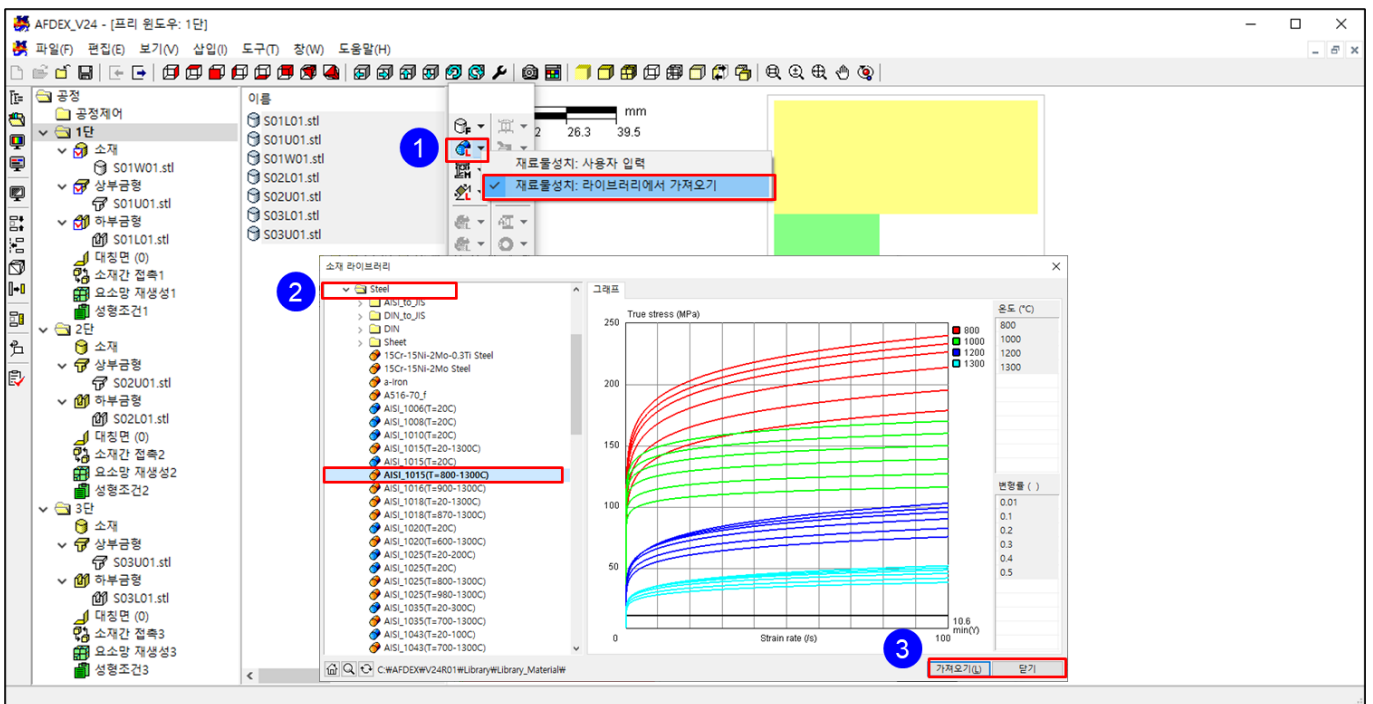 AFDEX_V24 - [프리 윈도우: 1단]
파일(F) 편집(E) 보기(V) 삽입(I) 도구(T) 창(W) 도움말(H)
공정
공정제어
1단
소재
S01W01.stl
상부금형
S01U01.stl
하부금형
S01L01.stl
대칭면 (0)
소재간 접촉1
요소망 재생성1
성형조건1
2단
소재
상부금형
S02U01.stl
하부금형
S02L01.stl
대칭면 (0)
소재간 접촉2
요소망 재생성2
성형조건2
3단
소재
상부금형
S03U01.stl
하부금형
S03L01.stl
대칭면 (0)
소재간 접촉3
요소망 재생성3
성형조건3
이름
S01L01.stl
S01U01.stl
S01W01.stl
S02L01.stl
S02U01.stl
S03L01.stl
S03U01.stl
mm
2 26.3 39.5
1
재료물성치: 사용자 입력
재료물성치: 라이브러리에서 가져오기
소재 라이브러리
2
Steel
AISI_to_JIS
DIN_to_JIS
DIN
Sheet
15Cr-15Ni-2Mo-0.3Ti Steel
15Cr-15Ni-2Mo Steel
a-Iron
A516-70_f
AISI_1006(T=20C)
AISI_1008(T=20C)
AISI_1010(T=20C)
AISI_1015(T=20-1300C)
AISI_1015(T=20C)
AISI_1015(T=800-1300C)
AISI_1016(T=900-1300C)
AISI_1018(T=20-1300C)
AISI_1018(T=870-1300C)
AISI_1020(T=20C)
AISI_1020(T=600-1300C)
AISI_1025(T=20-200C)
AISI_1025(T=20C)
AISI_1025(T=800-1300C)
AISI_1025(T=980-1300C)
AISI_1035(T=20-300C)
AISI_1035(T=700-1300C)
AISI_1043(T=20-100C)
AISI_1043(T=700-1300C)
C:₩AFDEX₩V24R01₩Library₩Library_Material₩
그래프
True stress (MPa)
250
200
150
100
50
0
Strain rate (/s)
100
10.6
min(Y)
800
1000
1200
1300
온도 (°C)
800
1000
1200
1300
변형률 ( )
0.01
0.1
0.2
0.3
0.4
0.5
3
가져오기(L) 닫기